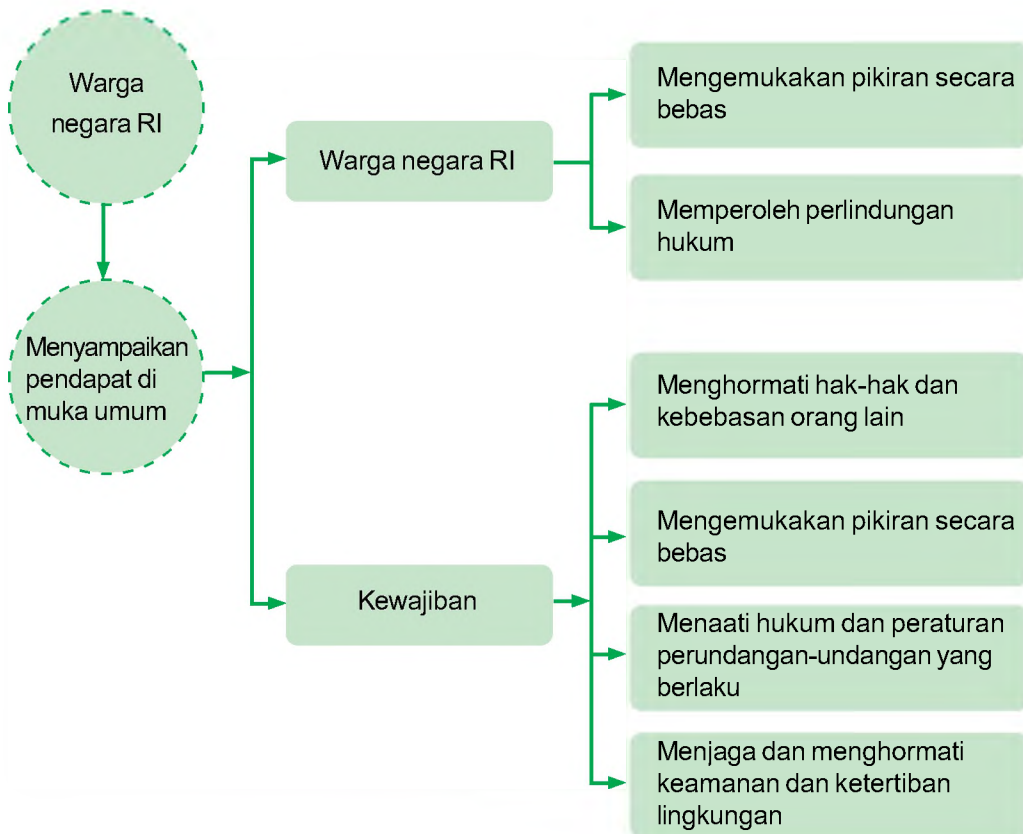 Warga
negara RI
Menyampaikan
pendapat di
muka umum
Warga negara RI
Mengemukakan pikiran secara
bebas
Memperoleh perlindungan
hukum
Kewajiban
Menghormati hak-hak dan
kebebasan orang lain
Mengemukakan pikiran secara
bebas
Menaati hukum dan peraturan
perundangan-undangan yang
berlaku
Menjaga dan menghormati
keamanan dan ketertiban
lingkungan